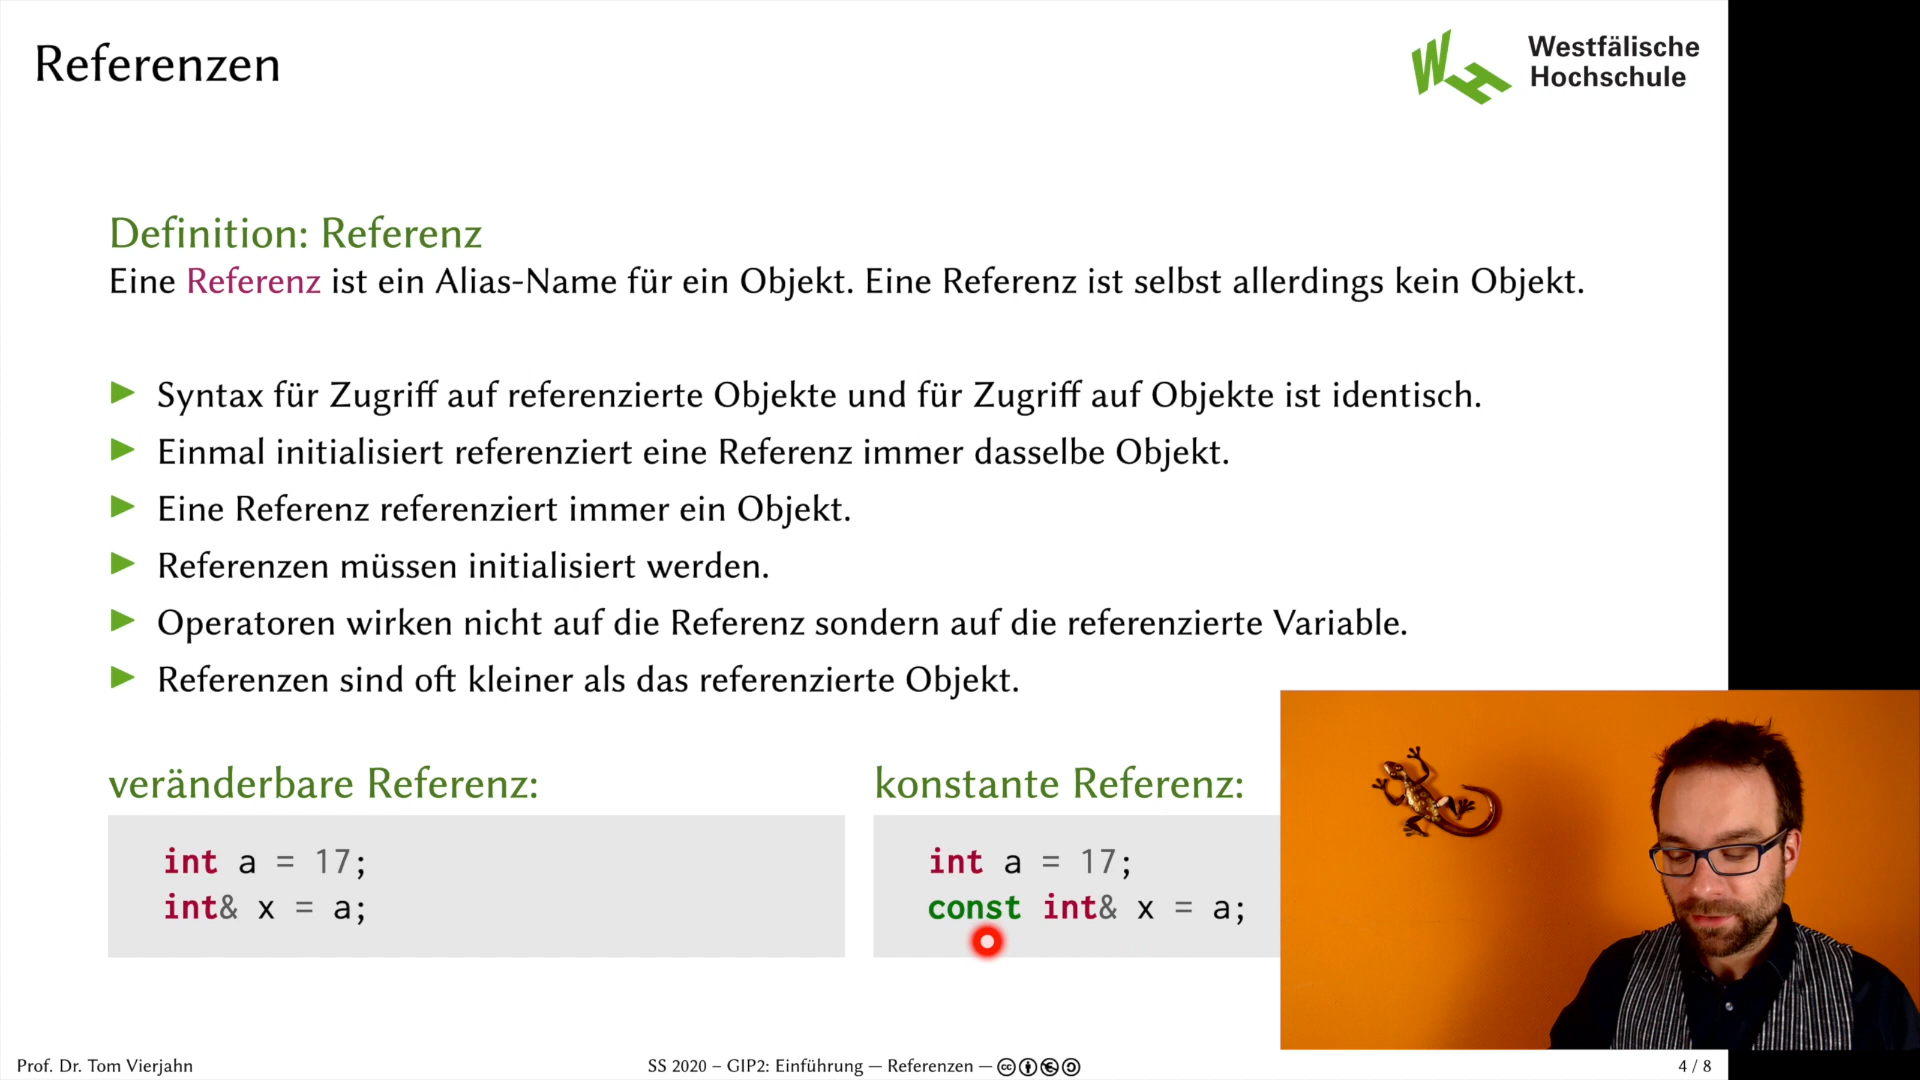 Referenzen
Westfälische
Hochschule
Definition: Referenz
Eine Referenz ist ein Alias-Name für ein Objekt. Eine Referenz ist selbst allerdings kein Objekt.
Syntax für Zugriff auf referenzierte Objekte und für Zugriff auf Objekte ist identisch.
Einmal initialisiert referenziert eine Referenz immer dasselbe Objekt.
Eine Referenz referenziert immer ein Objekt.
Referenzen müssen initialisiert werden.
Operatoren wirken nicht auf die Referenz sondern auf die referenzierte Variable.
Referenzen sind oft kleiner als das referenzierte Objekt.
veränderbare Referenz:
int a = 17;
int& x = a;
konstante Referenz:
int a = 17;
const int& x = a;
Prof. Dr. Tom Vierjahn
SS 2020 – GIP2: Einführung — Referenzen —
4 / 8